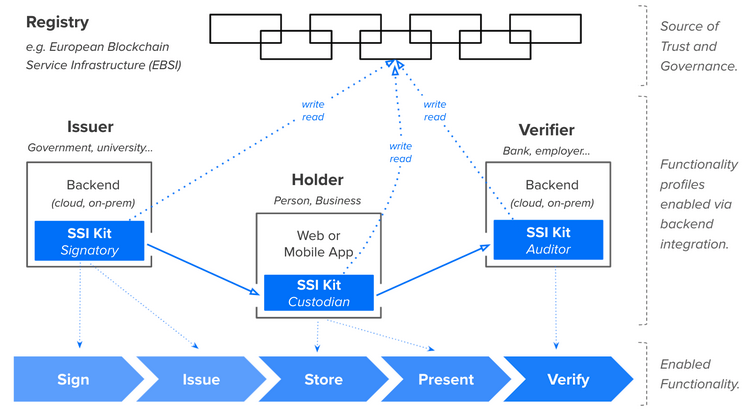 Registry
e.g. European Blockchain
Service Infrastructure (EBSI)
Source of
Trust and
Governance.
write
read
write
read
write
read
Issuer
Government, university...
Backend
(cloud, on-prem)
SSI Kit
Signatory
Holder
Person, Business
Web or
Mobile App
SSI Kit
Custodian
Verifier
Bank, employer...
Backend
(cloud, on-prem)
SSI Kit
Auditor
Functionality
profiles
enabled via
backend
integration.
Sign
Issue
Store
Present
Verify
Enabled
Functionality.